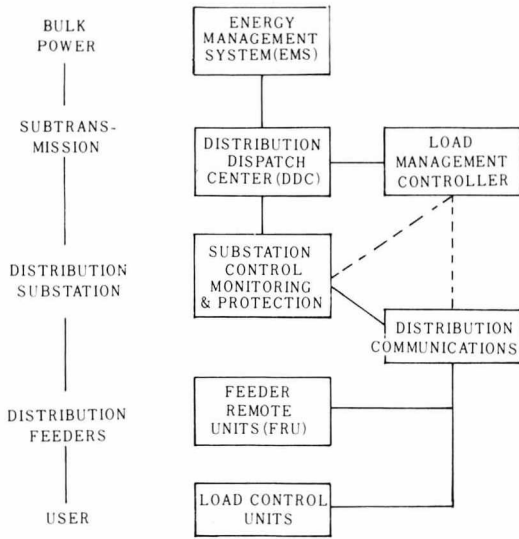 BULK
POWER
ENERGY
MANAGEMENT
SYSTEM(EMS)
SUBTRANS-
MISSION
DISTRIBUTION
DISPATCH
CENTER(DDC)
LOAD
MANAGEMENT
CONTROLLER
DISTRIBUTION
SUBSTATION
SUBSTATION
CONTROL
MONITORING
& PROTECTION
DISTRIBUTION
COMMUNICATIONS
DISTRIBUTION
FEEDERS
FEEDER
REMOTE
UNITS(FRU)
USER
LOAD CONTROL
UNITS